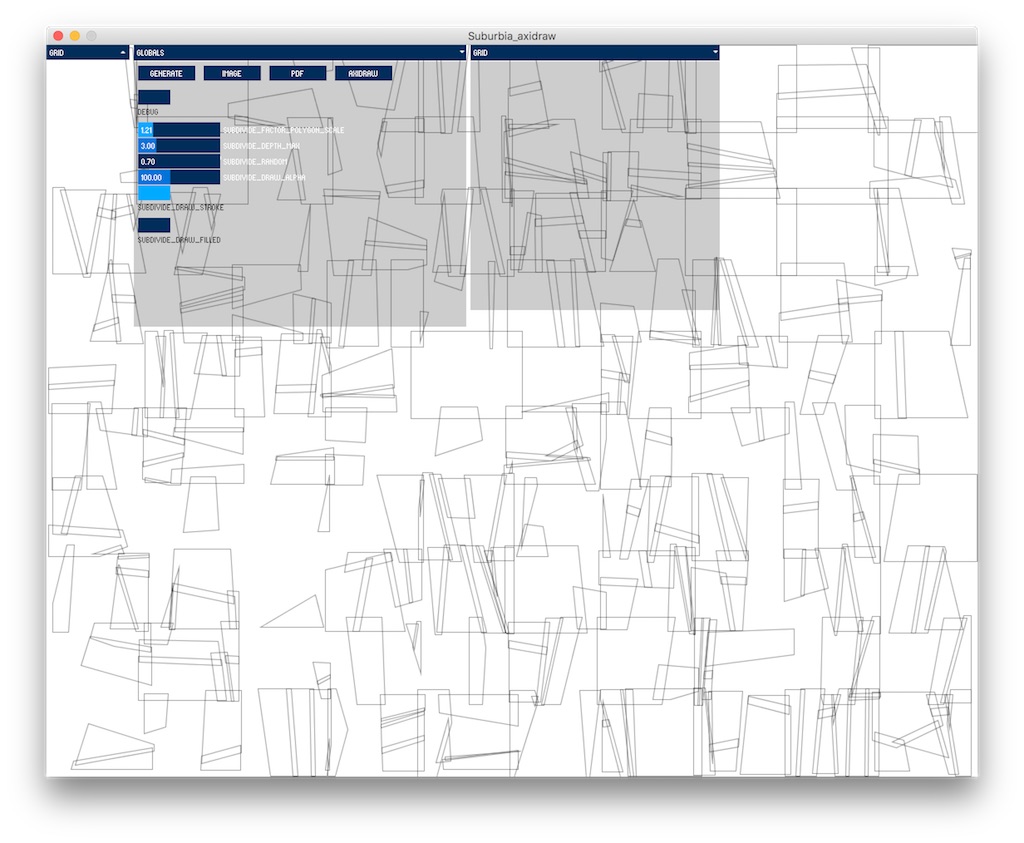 Suburbia_axidraw
GRID
GLOBALS
GRID
GENERATE IMAGE PDF AXIDRAW
DEBUG
1.21 SUBDIVIDE_FACTOR_POLYGON_SCALE
3.00 SUBDIVIDE_DEPTH_MAX
0.70 SUBDIVIDE_RANDOM
100.00 SUBDIVIDE_DRAW_ALPHA
SUBDIVIDE_DRAW_STROKE
SUBDIVIDE_DRAW_FILLED